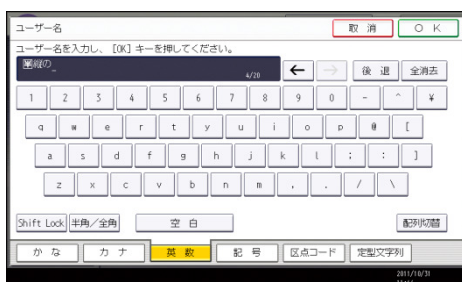 ユーザー名 取消 OK
ユーザー名を入力し、[OK]キーを押してください。
4/20 ← → 後退 全消去
1 2 3 4 5 6 7 8 9 0 - ^ ¥
q w e r t y u i o p @ [
a s d f g h j k l ; : ]
z x c v b n m , . / \
Shift Lock 半角/全角 空白 配列切替
かな カナ 英数 記号 区点コード 定型文字列
2011/10/31